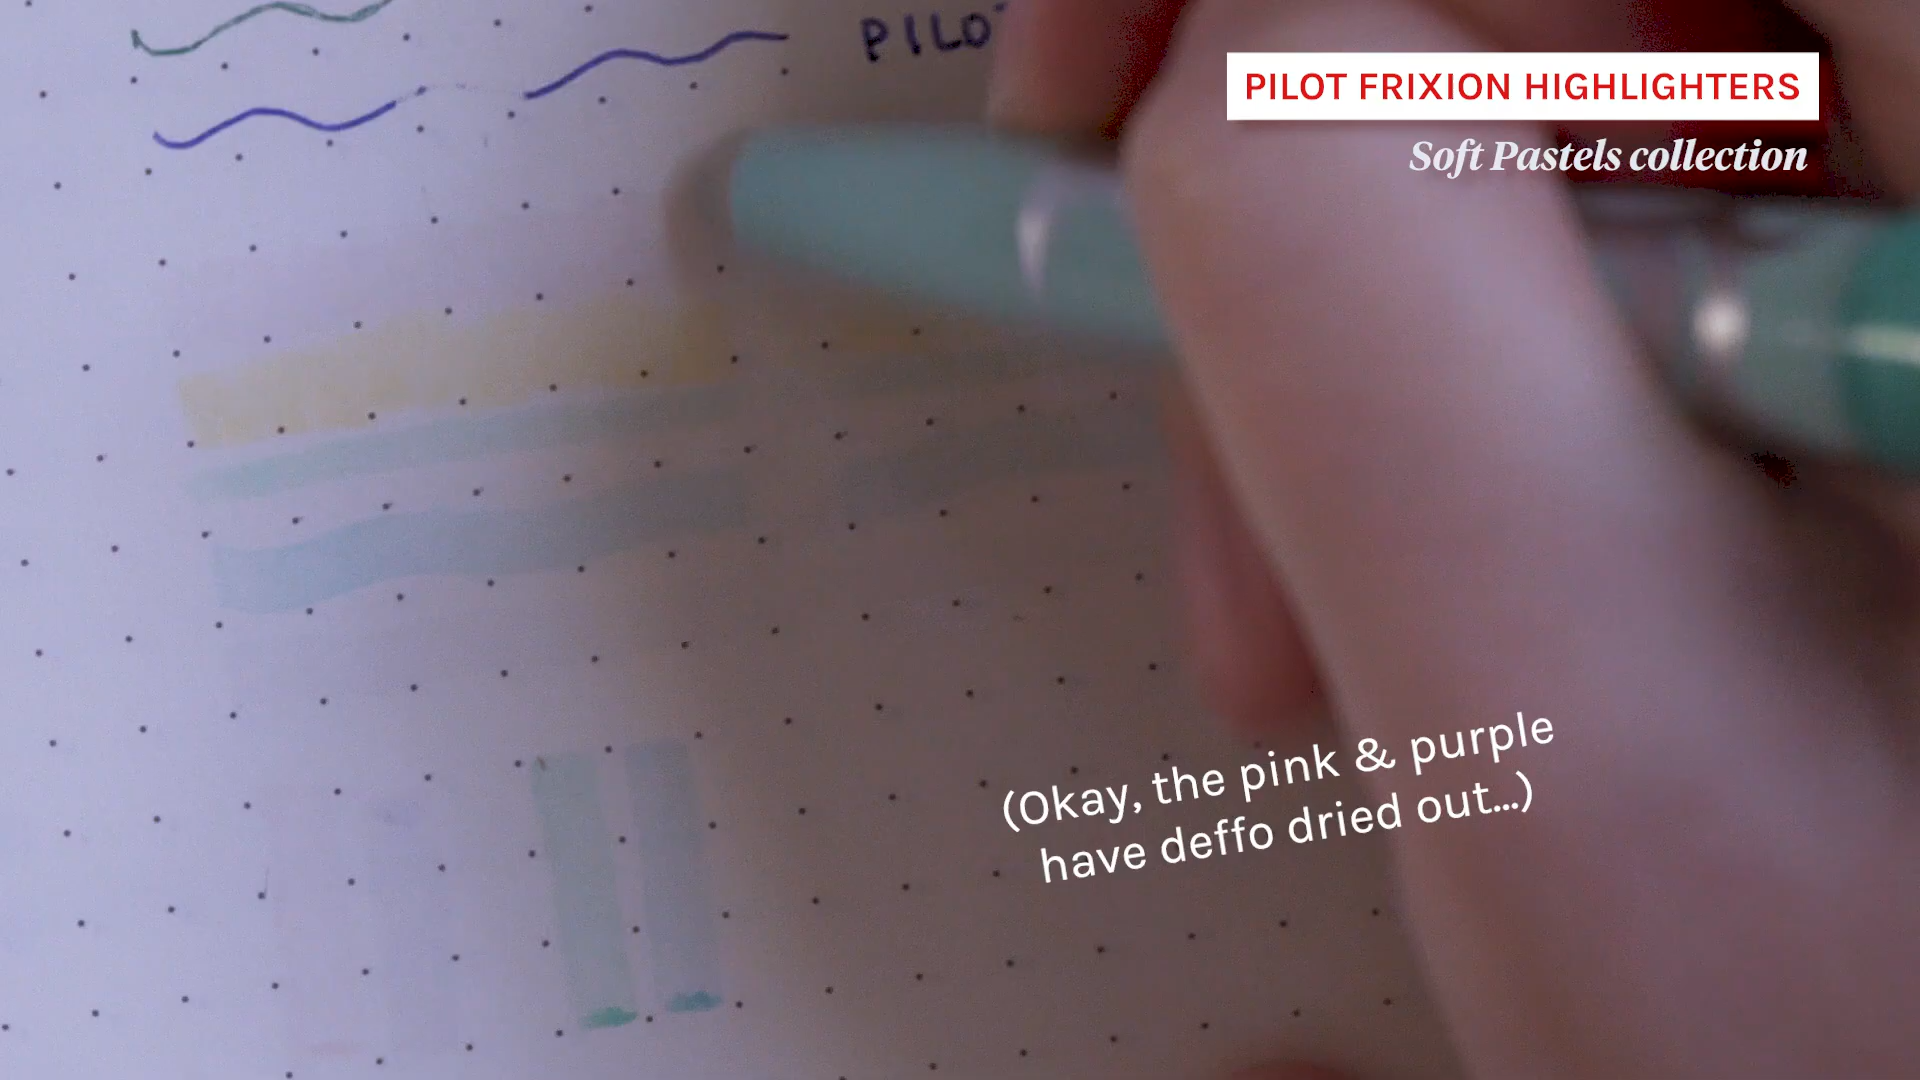 PILOT FRIXION HIGHLIGHTERS
Soft Pastels collection
(Okay, the pink & purple
have deffo dried out...)